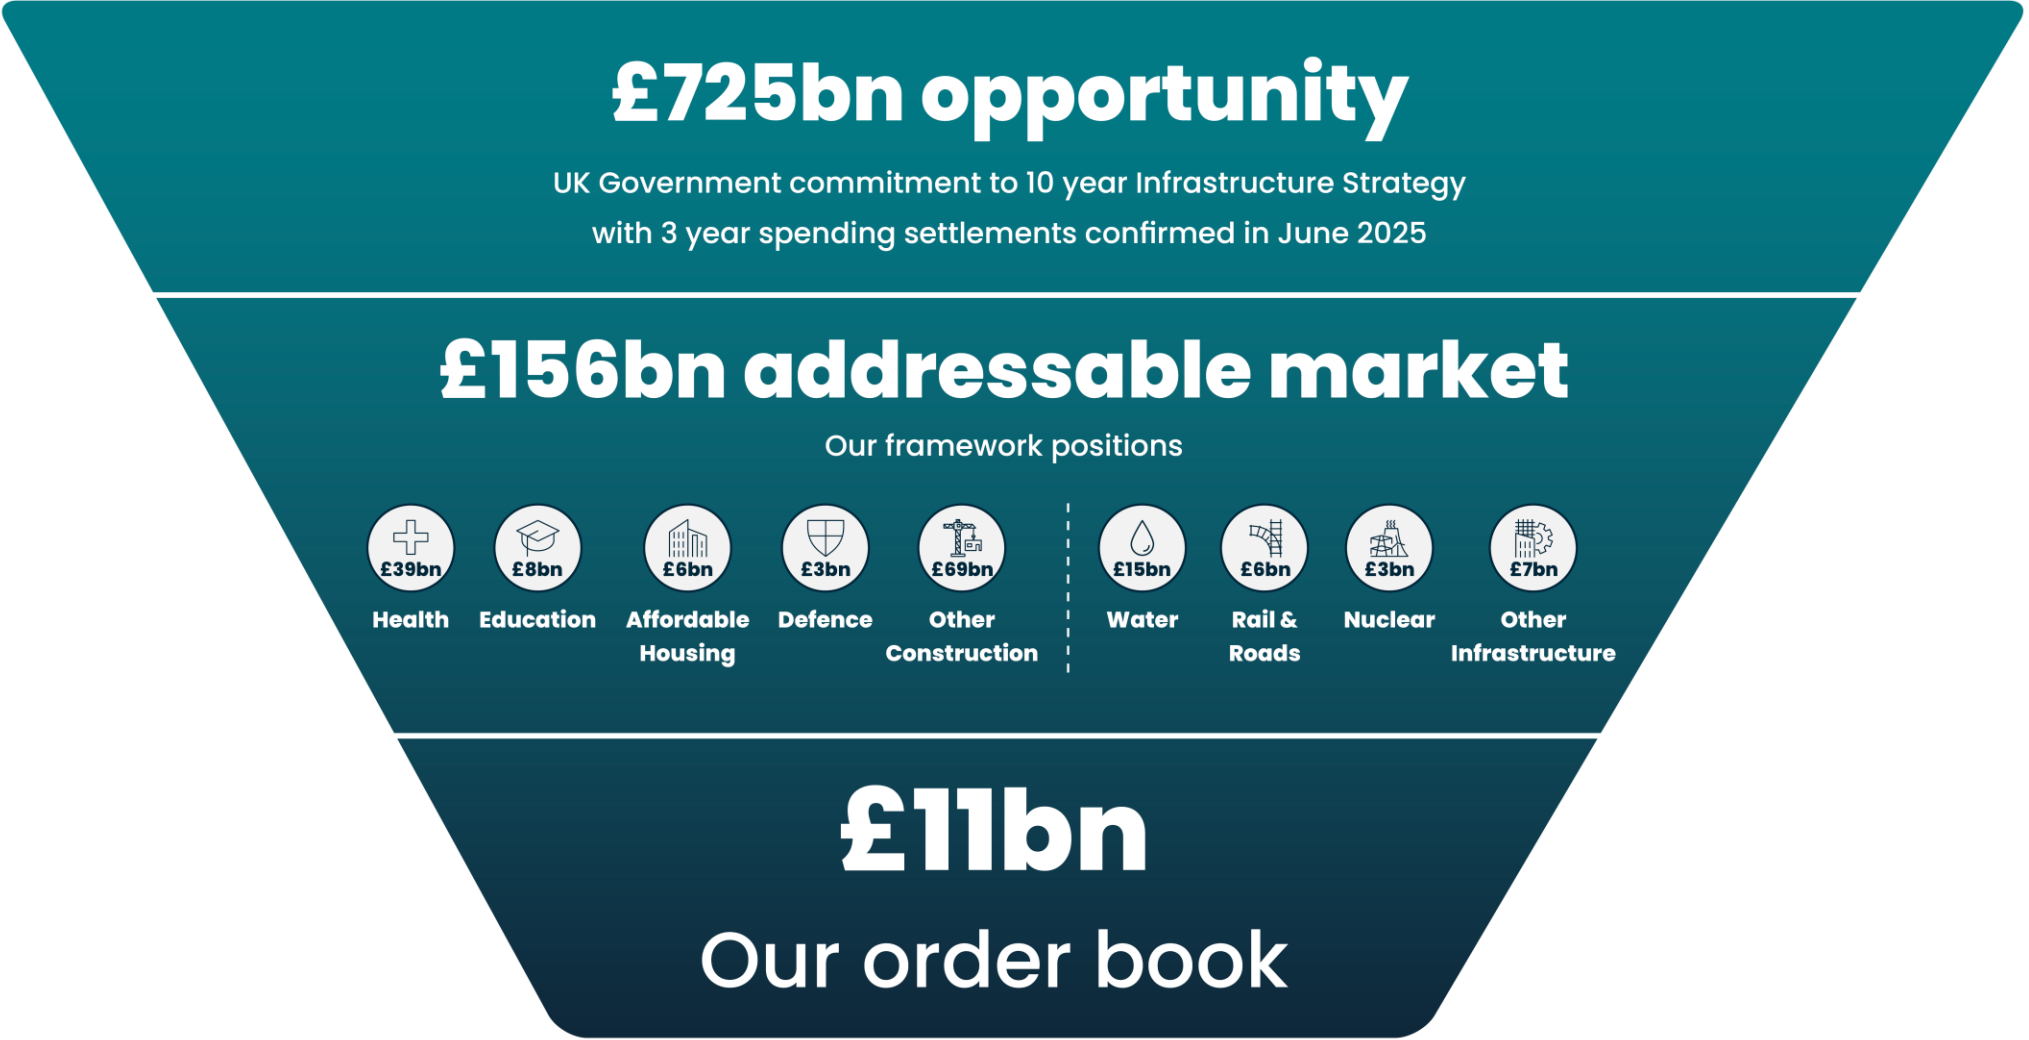 £725bn opportunity
UK Government commitment to 10 year Infrastructure Strategy
with 3 year spending settlements confirmed in June 2025
£156bn addressable market
Our framework positions
£39bn
Health
£8bn
Education
£6bn
Affordable
Housing
£3bn
Defence
£69bn
Other
Construction
£15bn
Water
£6bn
Rail &
Roads
£3bn
Nuclear
£7bn
Other
Infrastructure
£11bn
Our order book